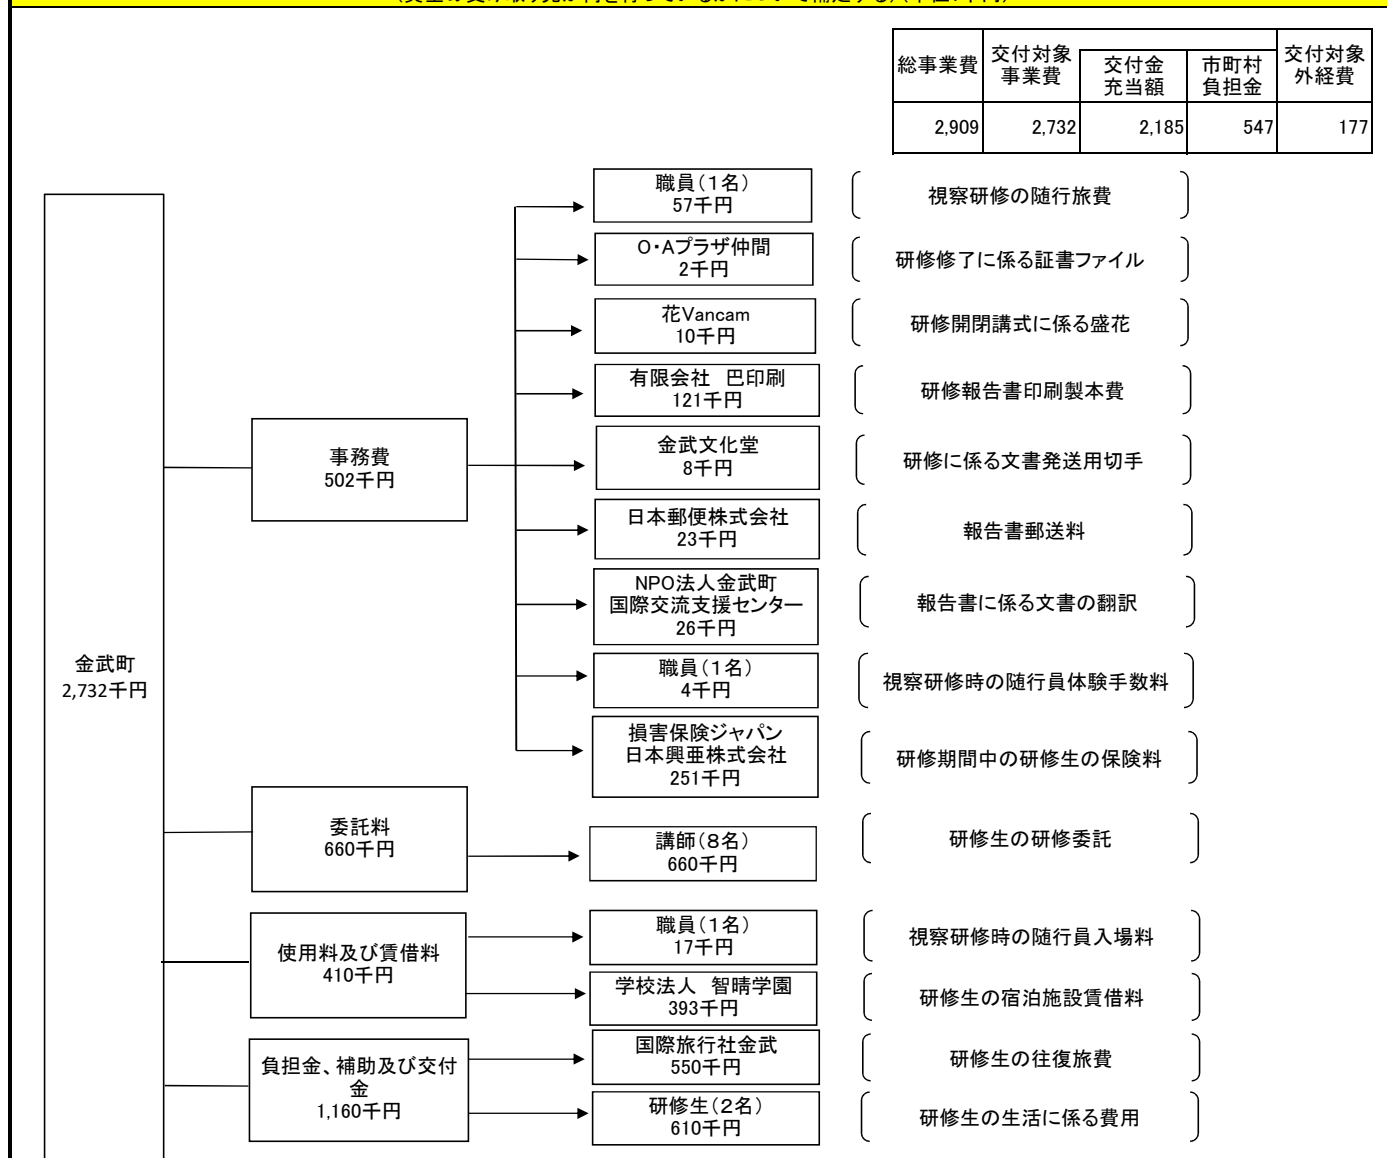 総事業費
交付対象
事業費
交付金
充当額
市町村
負担金
交付対象
外経費
2,909
2,732
2,185
547
177
金武町
2,732千円
事務費
502千円
職員(1名)
57千円
視察研修の随行旅費
O・Aプラザ仲間
2千円
研修修了に係る証書ファイル
花Vancam
10千円
研修開閉講式に係る盛花
有限会社　巴印刷
121千円
研修報告書印刷製本費
金武文化堂
8千円
研修に係る文書発送用切手
日本郵便株式会社
23千円
報告書郵送料
NPO法人金武町
国際交流支援センター
26千円
報告書に係る文書の翻訳
職員(1名)
4千円
視察研修時の随行員体験手数料
損害保険ジャパン
日本興亜株式会社
251千円
研修期間中の研修生の保険料
委託料
660千円
講師(8名)
660千円
研修生の研修委託
使用料及び賃借料
410千円
職員(1名)
17千円
視察研修時の随行員入場料
学校法人　智晴学園
393千円
研修生の宿泊施設賃借料
負担金、補助及び交付
金
1,160千円
国際旅行社金武
550千円
研修生の往復旅費
研修生(2名)
610千円
研修生の生活に係る費用